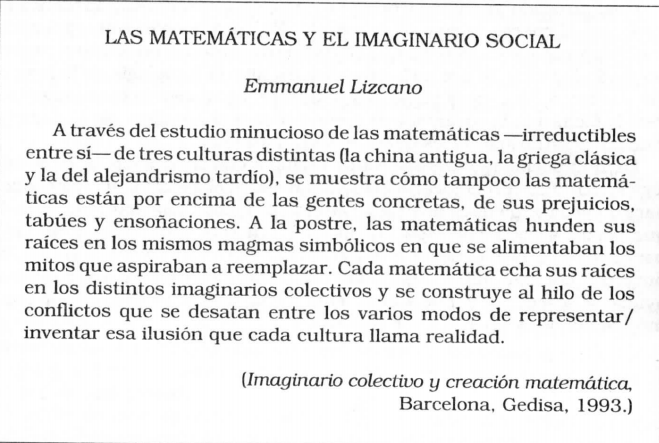 LAS MATEMÁTICAS Y EL IMAGINARIO SOCIAL
Emmanuel Lizcano
A través del estudio minucioso de las matemáticas —irreductibles
entre sí— de tres culturas distintas (la china antigua, la griega clásica
y la del alejandrismo tardío), se muestra cómo tampoco las matemá-
ticas están por encima de las gentes concretas, de sus prejuicios,
tabúes y ensoñaciones. A la postre, las matemáticas hunden sus
raíces en los mismos magmas simbólicos en que se alimentaban los
mitos que aspiraban a reemplazar. Cada matemática echa sus raíces
en los distintos imaginarios colectivos y se construye al hilo de los
conflictos que se desatan entre los varios modos de representar/
inventar esa ilusión que cada cultura llama realidad.
(Imaginario colectivo y creación matemática,
Barcelona, Gedisa, 1993.)